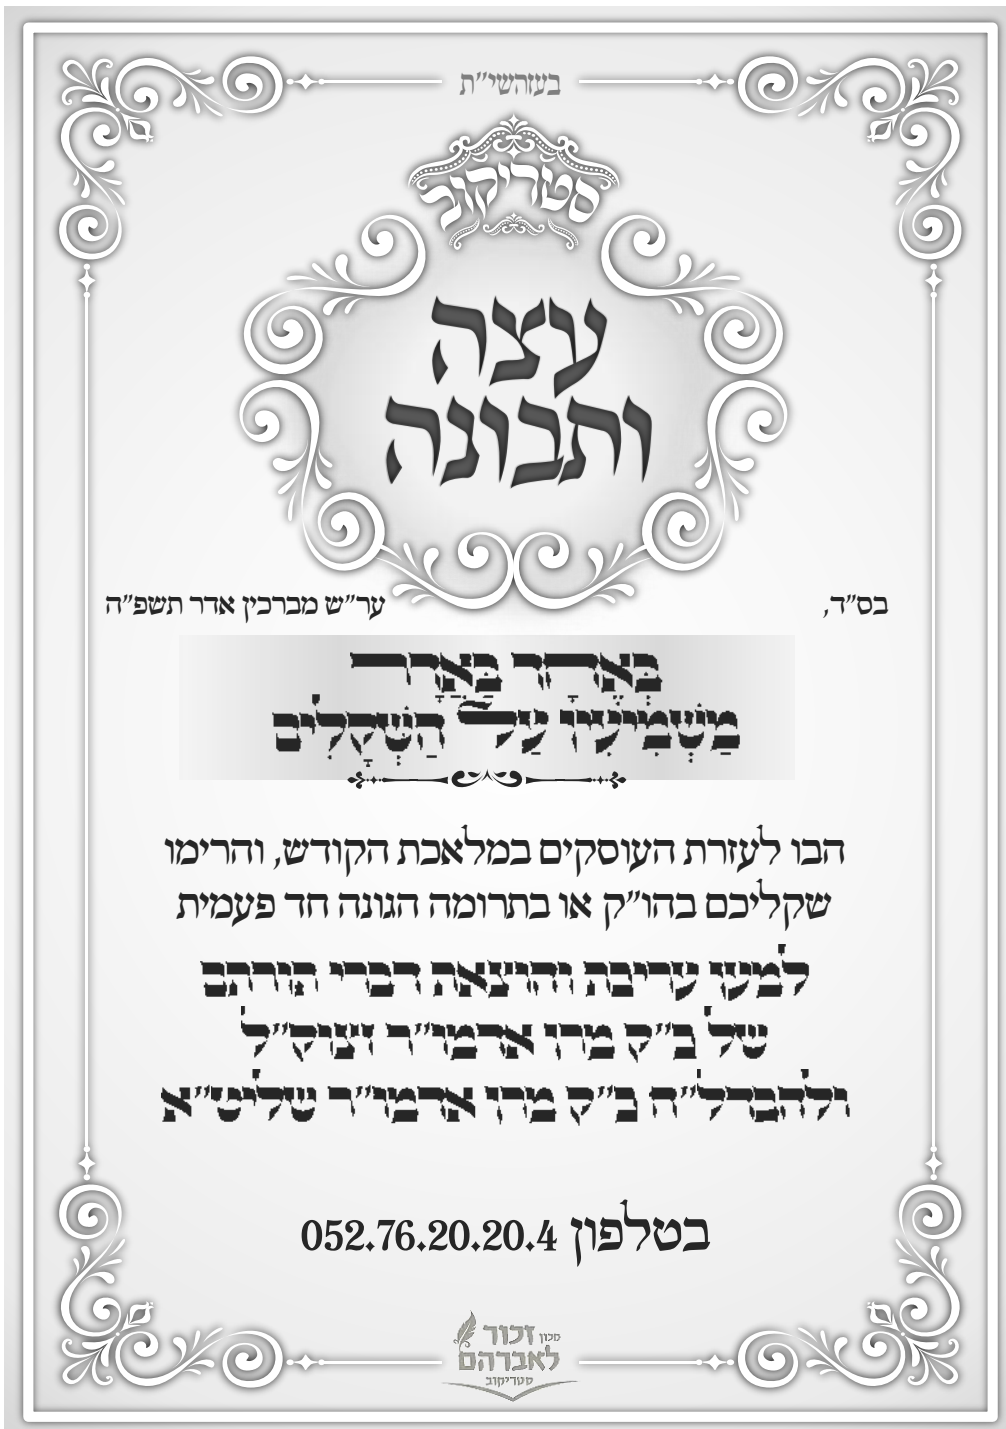 בעזהשי"ת
סטריקוב
עצה
ותבונה
בס"ד, ער"ש מברכין אדר תשפ"ה
בְּאֶחָד בַּאֲדָר
מַשְׁמִיעִין עַל הַשְּׁקָלִים
הבו לעזרת העוסקים במלאכת הקודש, והרימו
שקליכם בהו"ק או בתרומה הגונה חד פעמית
למען עריכת והוצאת דברי תורתם
של כ"ק מרן אדמו"ר זצוק"ל
ולהבדל"ח כ"ק מרן אדמו"ר שליט"א
בטלפון 052.76.20.20.4
מכון זכור
לאברהם
סטריקוב